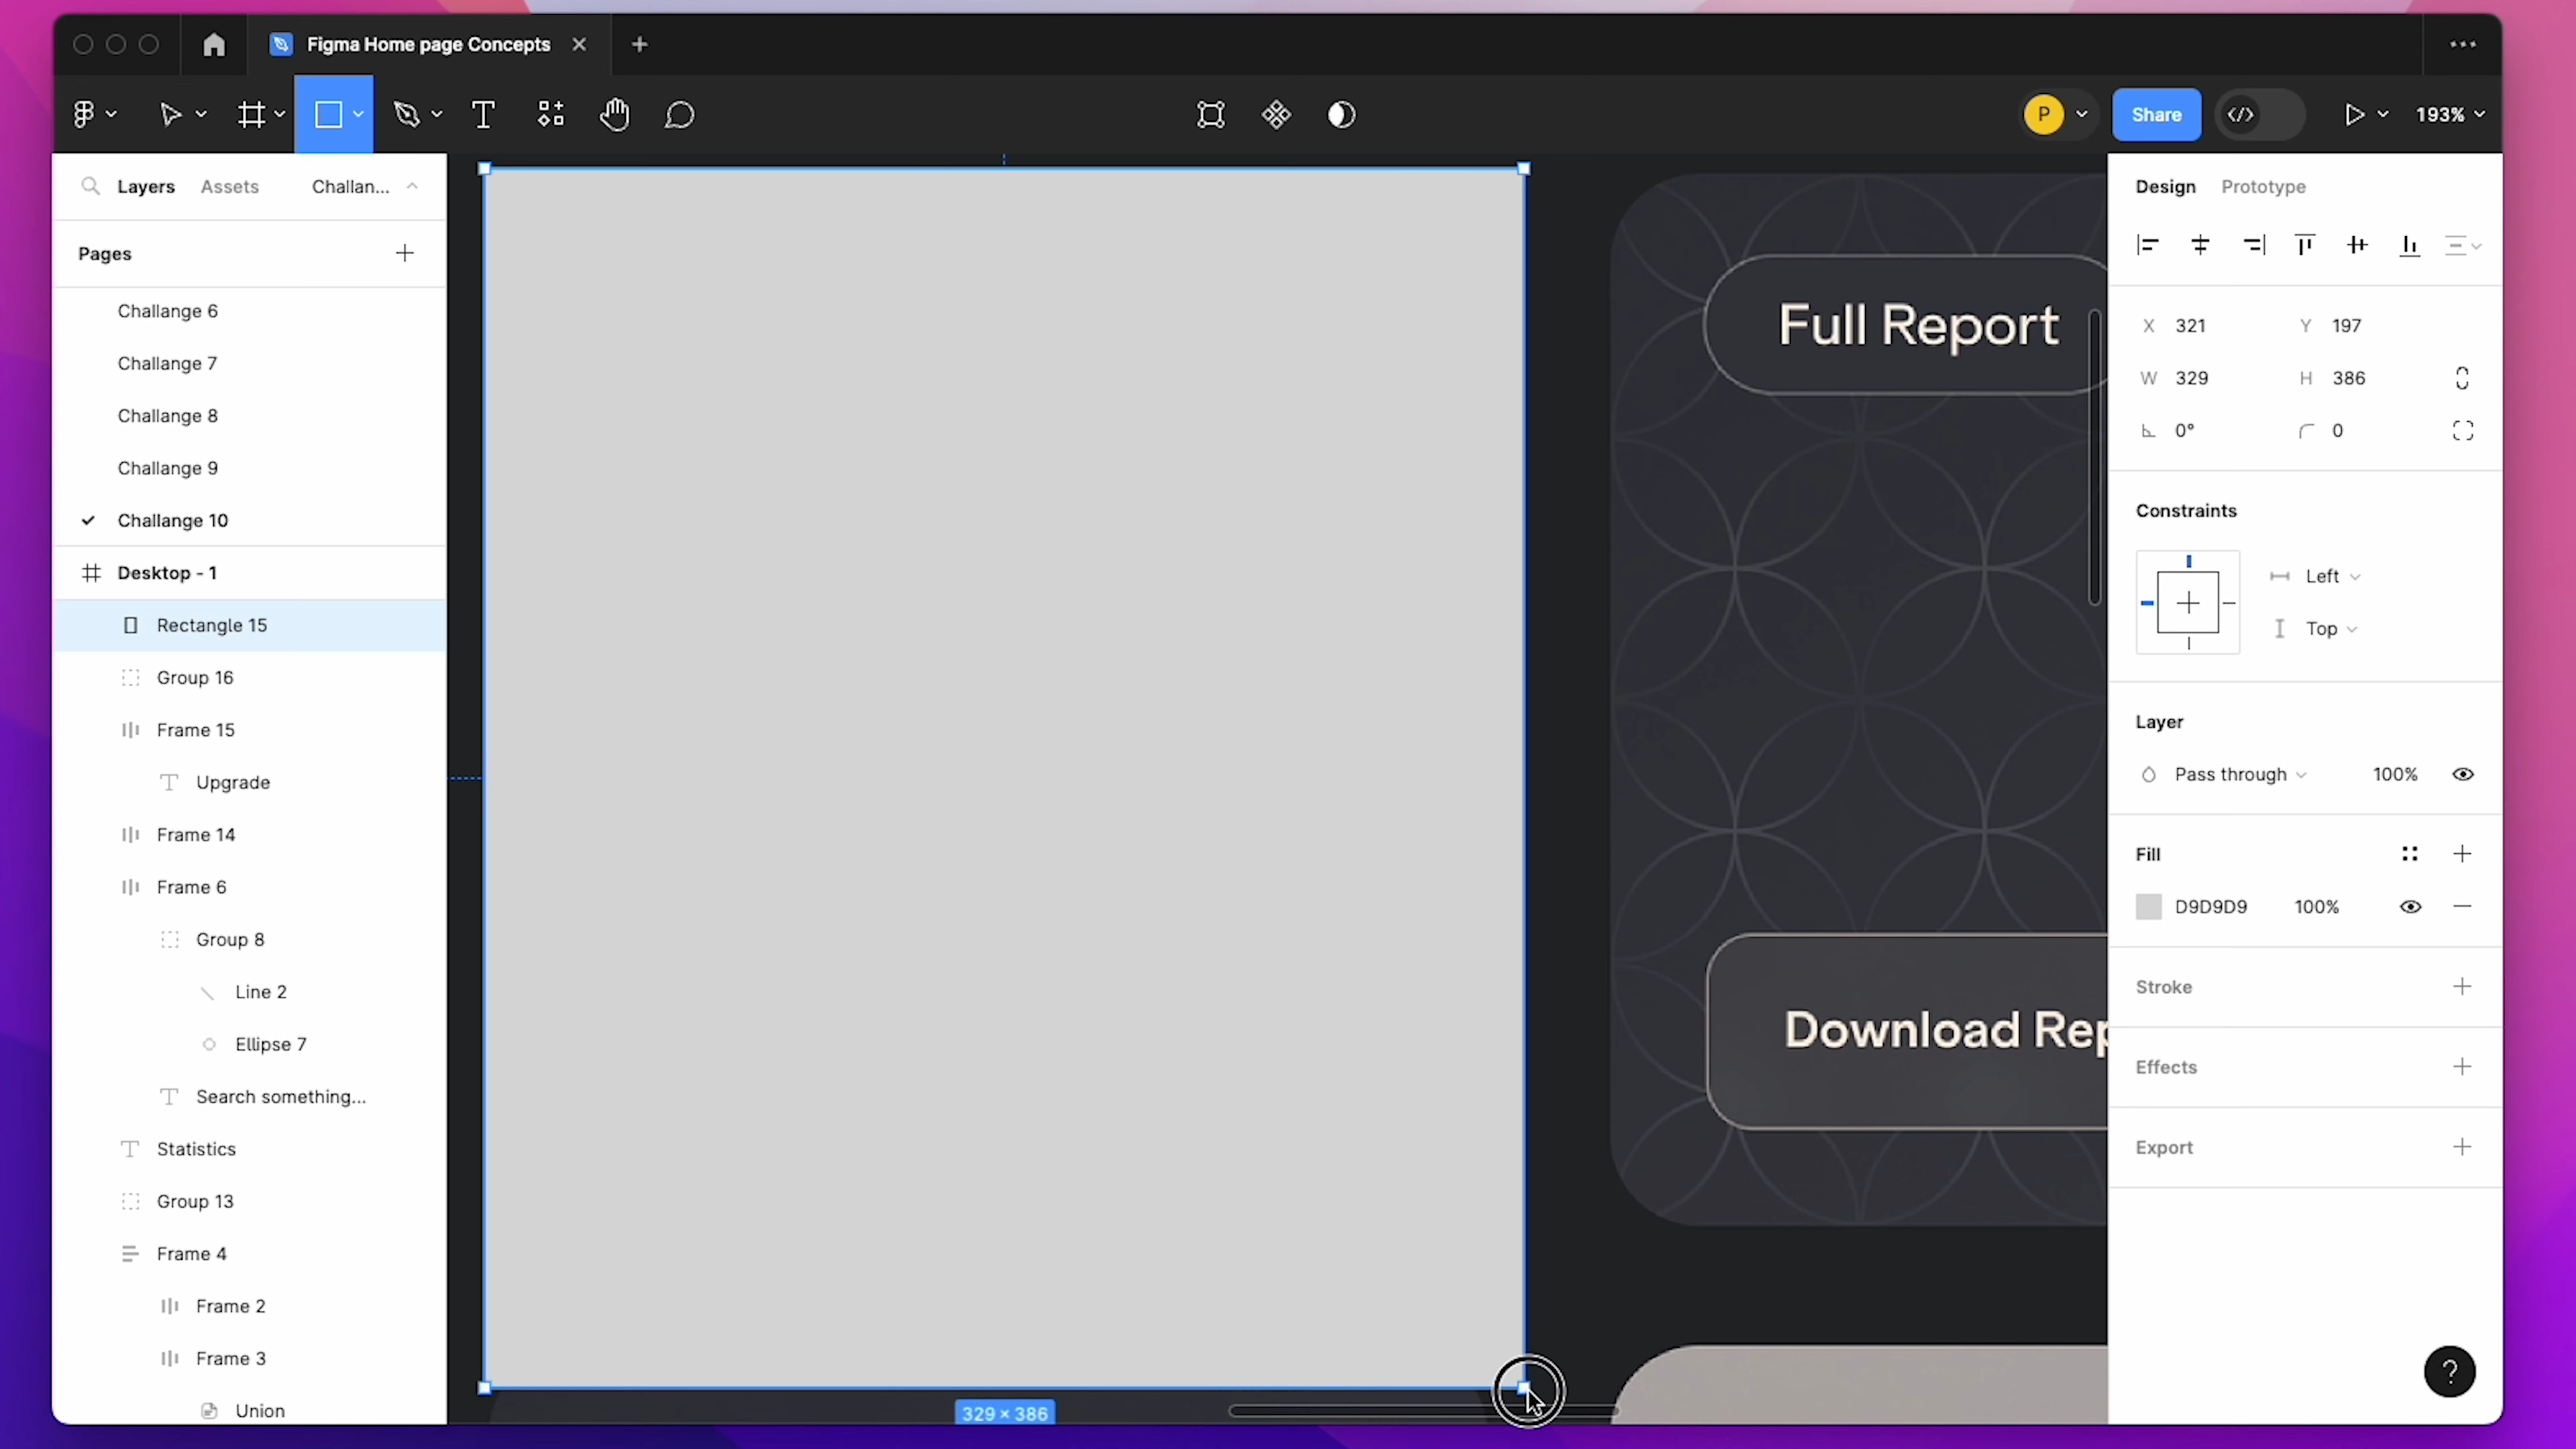 Figma Home page Concepts
P
Share
193%
Layers
Assets
Challan...
Pages
Challange 6
Challange 7
Challange 8
Challange 9
Challange 10
Desktop - 1
Rectangle 15
Group 16
Frame 15
Upgrade
Frame 14
Frame 6
Group 8
Line 2
Ellipse 7
Search something...
Statistics
Group 13
Frame 4
Frame 2
Frame 3
Union
Full Report
Download Rep
329 × 386
Design
Prototype
X 321
Y 197
W 329
H 386
0°
0
Constraints
Left
Top
Layer
Pass through
100%
Fill
D9D9D9
100%
Stroke
Effects
Export
?